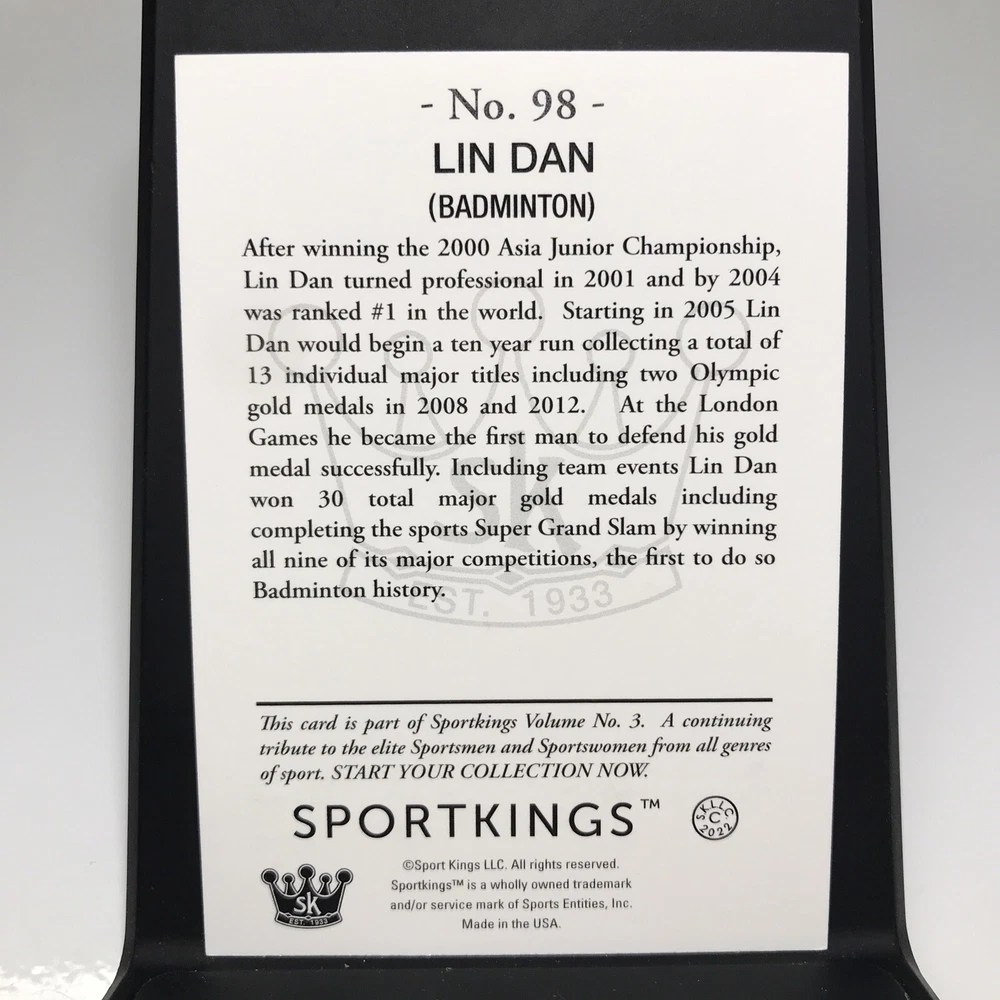 - No. 98 -
LIN DAN
(BADMINTON)
After winning the 2000 Asia Junior Championship,
Lin Dan turned professional in 2001 and by 2004
was ranked #1 in the world. Starting in 2005 Lin
Dan would begin a ten year run collecting a total of
13 individual major titles including two Olympic
gold medals in 2008 and 2012. At the London
Games he became the first man to defend his gold
medal successfully. Including team events Lin Dan
won 30 total major gold medals including
completing the sports Super Grand Slam by winning
all nine of its major competitions, the first to do so
Badminton history.
SK
EST. 1933
This card is part of Sportkings Volume No. 3. A continuing
tribute to the elite Sportsmen and Sportswomen from all genres
of sport. START YOUR COLLECTION NOW.
SPORTKINGS™
SKLLC
C
2022
©Sport Kings LLC. All rights reserved.
Sportkings™ is a wholly owned trademark
and/or service mark of Sports Entities, Inc.
Made in the USA.
sk
EST. 1933